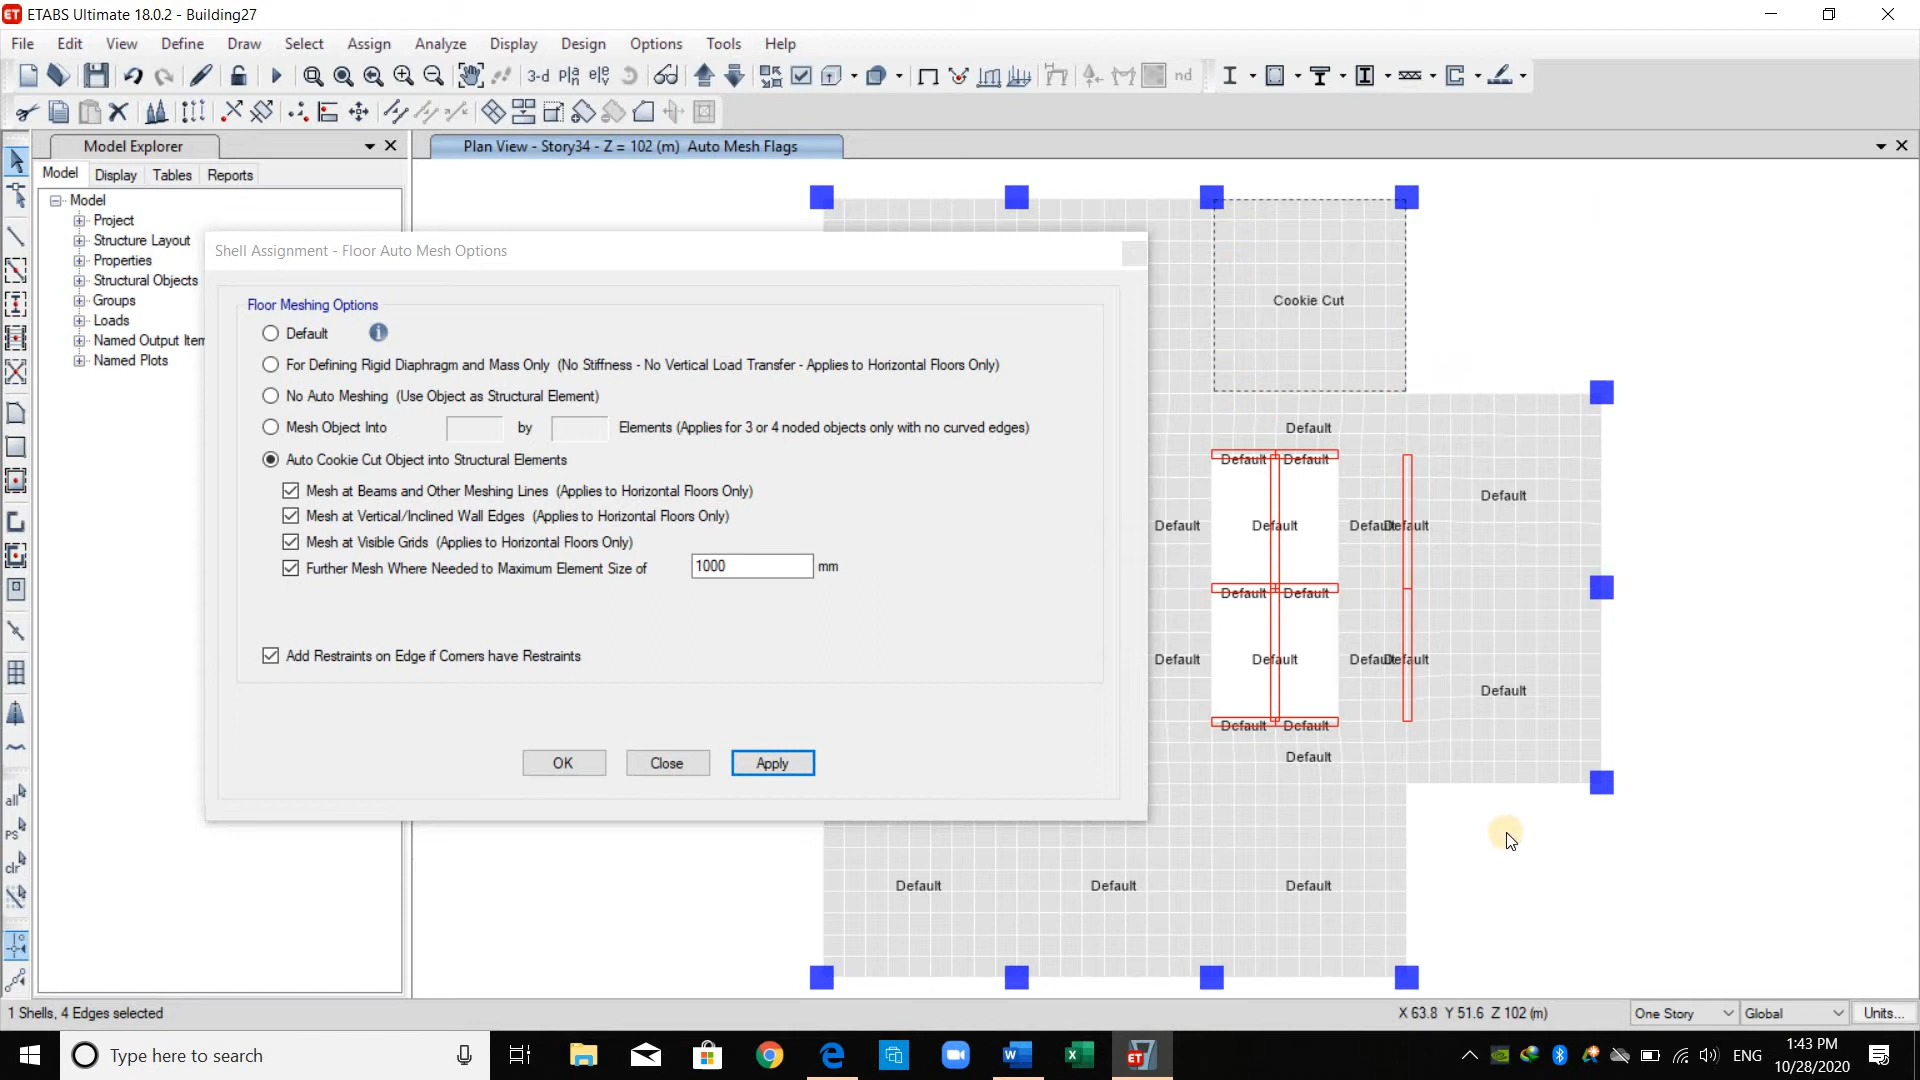 ETABS Ultimate 18.0.2 - Building27
File Edit View Define Draw Select Assign Analyze Display Design Options Tools Help
3-d
nd
Model Explorer
Plan View - Story34 - Z = 102 (m) Auto Mesh Flags
Model Display Tables Reports
Model
Project
Structure Layout
Properties
Structural Objects
Groups
Loads
Named Output Item
Named Plots
Shell Assignment - Floor Auto Mesh Options
Floor Meshing Options
Default
For Defining Rigid Diaphragm and Mass Only (No Stiffness - No Vertical Load Transfer - Applies to Horizontal Floors Only)
No Auto Meshing (Use Object as Structural Element)
Mesh Object Into by Elements (Applies for 3 or 4 noded objects only with no curved edges)
Auto Cookie Cut Object into Structural Elements
Mesh at Beams and Other Meshing Lines (Applies to Horizontal Floors Only)
Mesh at Vertical/Inclined Wall Edges (Applies to Horizontal Floors Only)
Mesh at Visible Grids (Applies to Horizontal Floors Only)
Further Mesh Where Needed to Maximum Element Size of 1000 mm
Add Restraints on Edge if Corners have Restraints
OK Close Apply
Cookie Cut
Default
Default Default
Default
Default Default Default Default
Default Default
Default Default Default Default
Default
Default Default
Default
Default Default Default
all
PS
clr
1 Shells, 4 Edges selected
X 63.8 Y 51.6 Z 102 (m)
One Story Global Units...
Type here to search
ENG
1:43 PM
10/28/2020